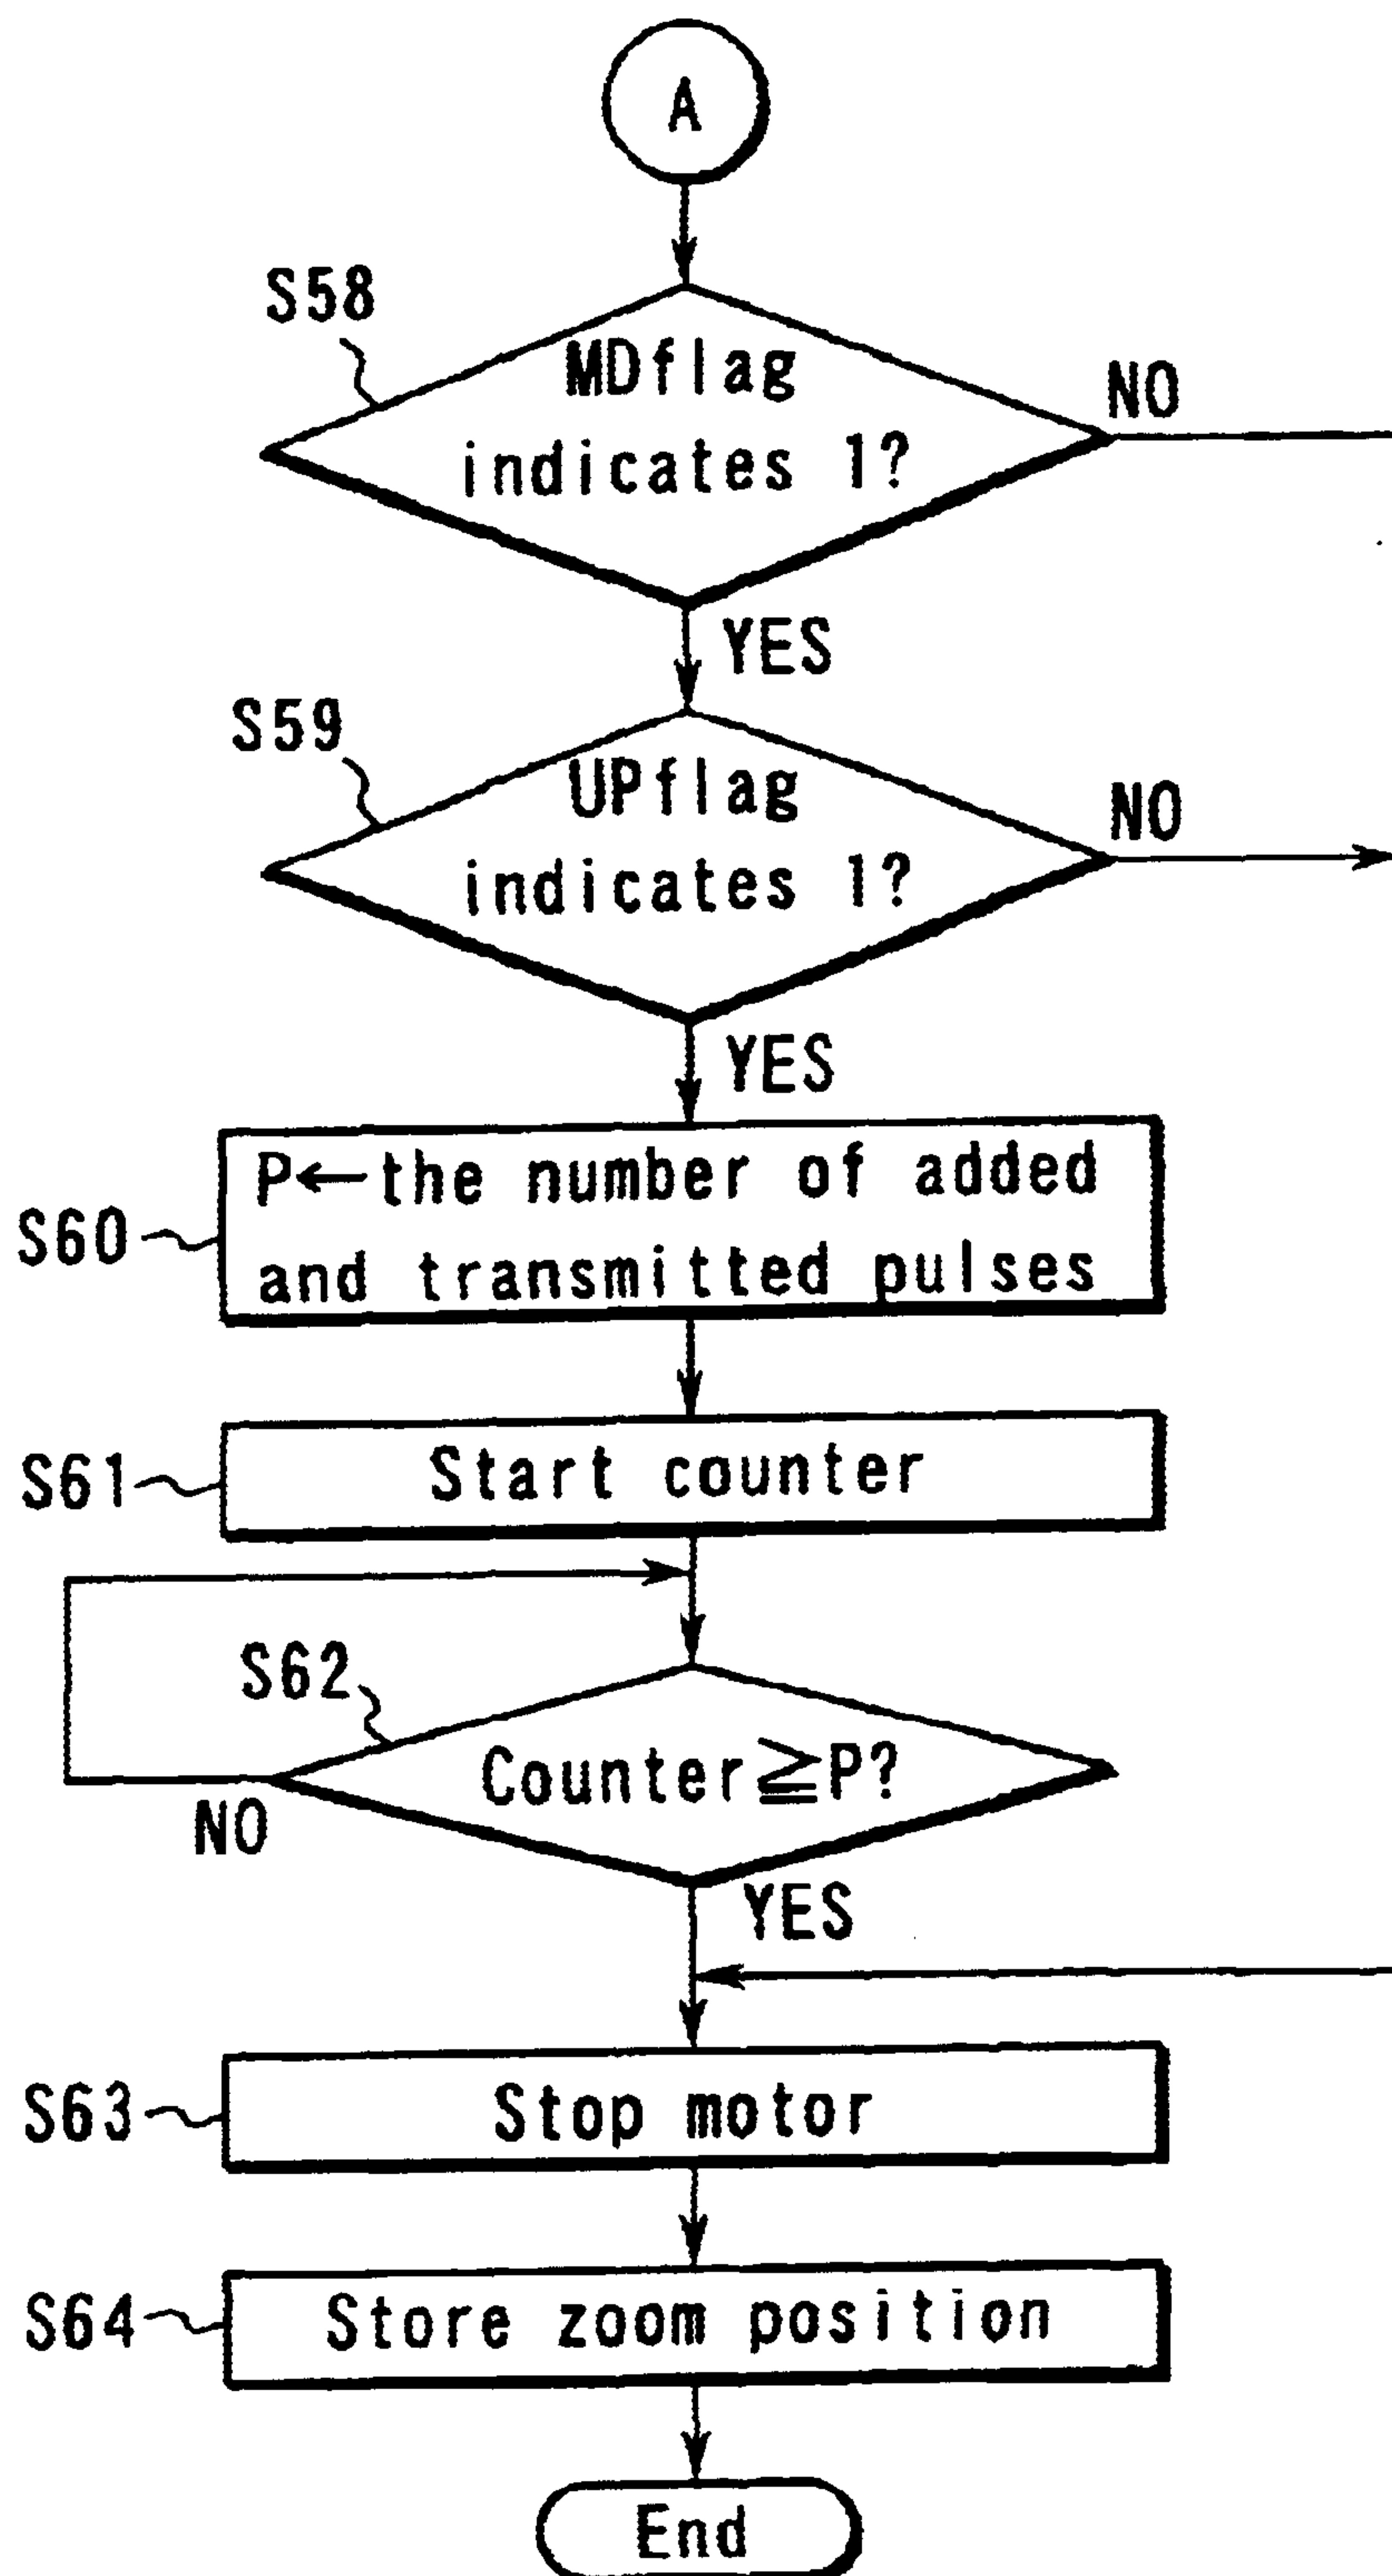 A
S58
MDflag
indicates 1?
NO
YES
S59
UPflag
indicates 1?
NO
YES
S60
P←the number of added
and transmitted pulses
S61
Start counter
S62
Counter≧P?
NO
YES
S63
Stop motor
S64
Store zoom position
End